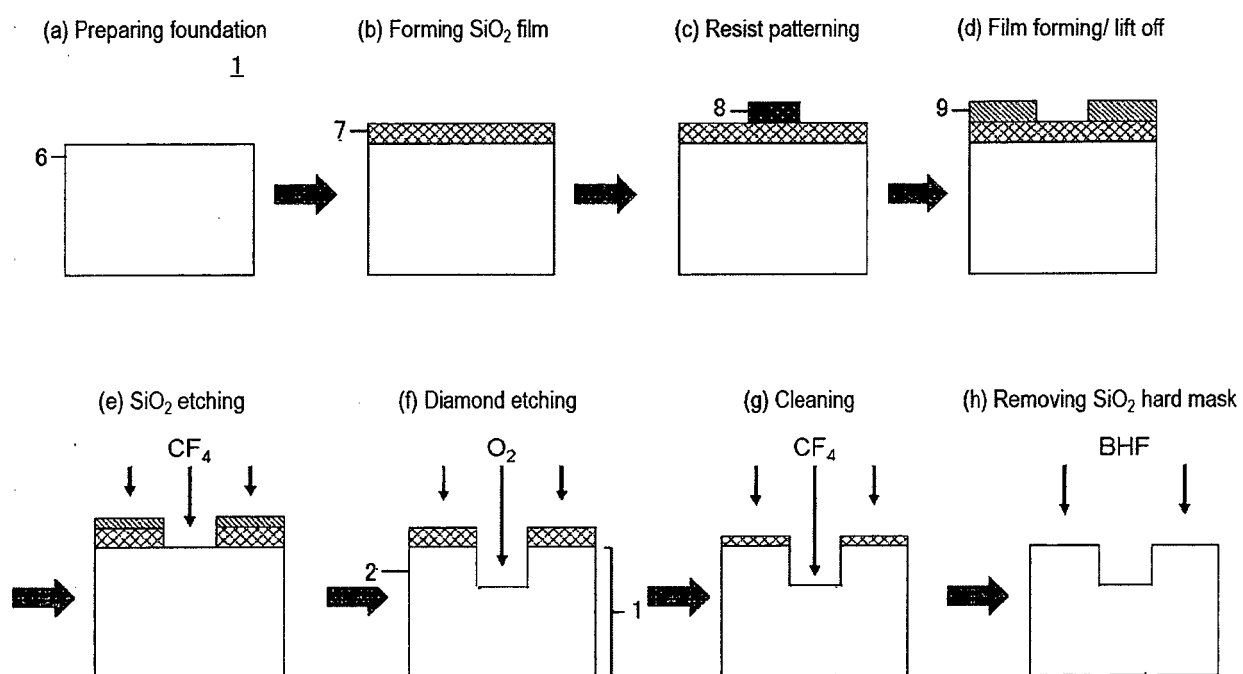 (a) Preparing foundation
(b) Forming SiO₂ film
(c) Resist patterning
(d) Film forming/ lift off
1
6
7
8
9
(e) SiO₂ etching
(f) Diamond etching
(g) Cleaning
(h) Removing SiO₂ hard mask
CF₄
O₂
CF₄
BHF
2
1